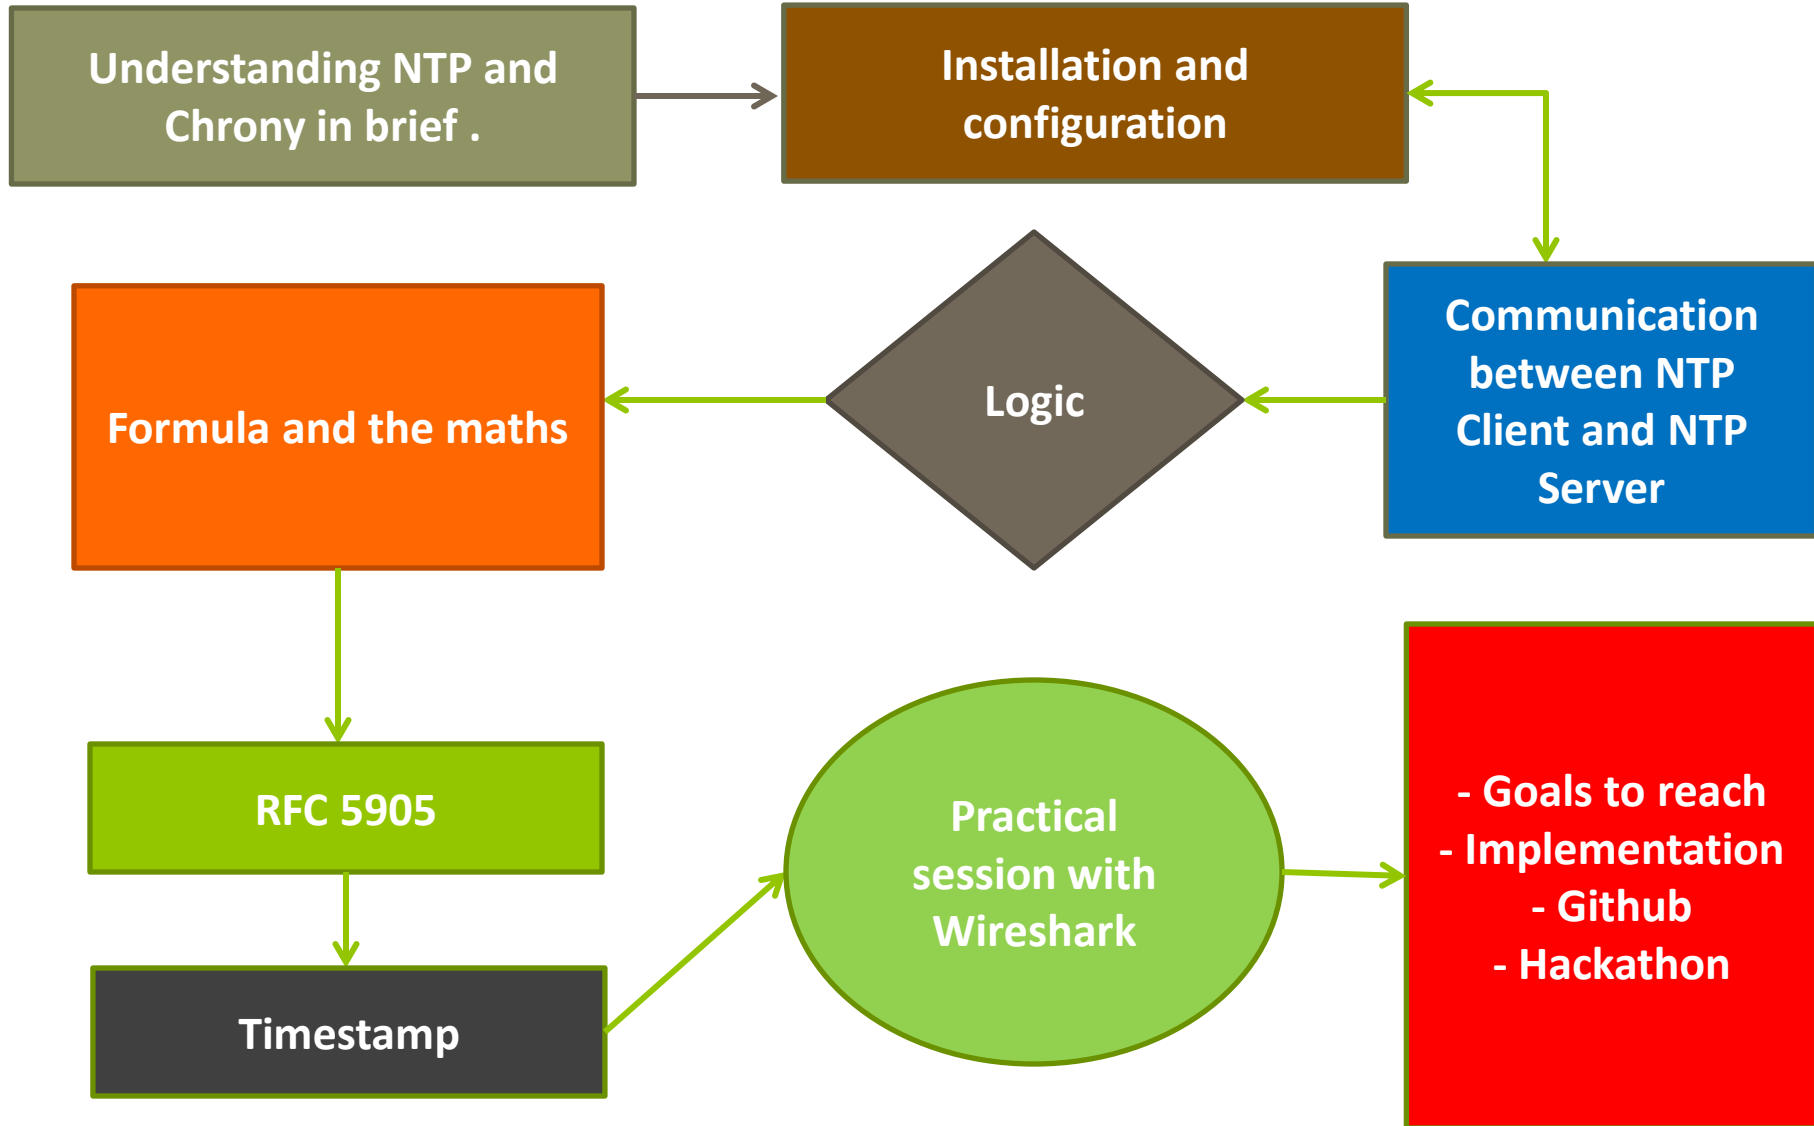 Understanding NTP and
Chrony in brief .
Installation and
configuration
Communication
between NTP
Client and NTP
Server
Logic
Formula and the maths
RFC 5905
Timestamp
Practical
session with
Wireshark
- Goals to reach
- Implementation
- Github
- Hackathon